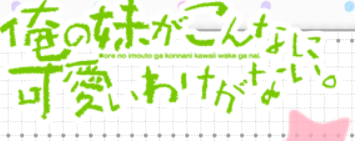 俺の妹がこんなに
ore no imouto ga konnani kawaii wake ga nai.
可愛いわけがない。